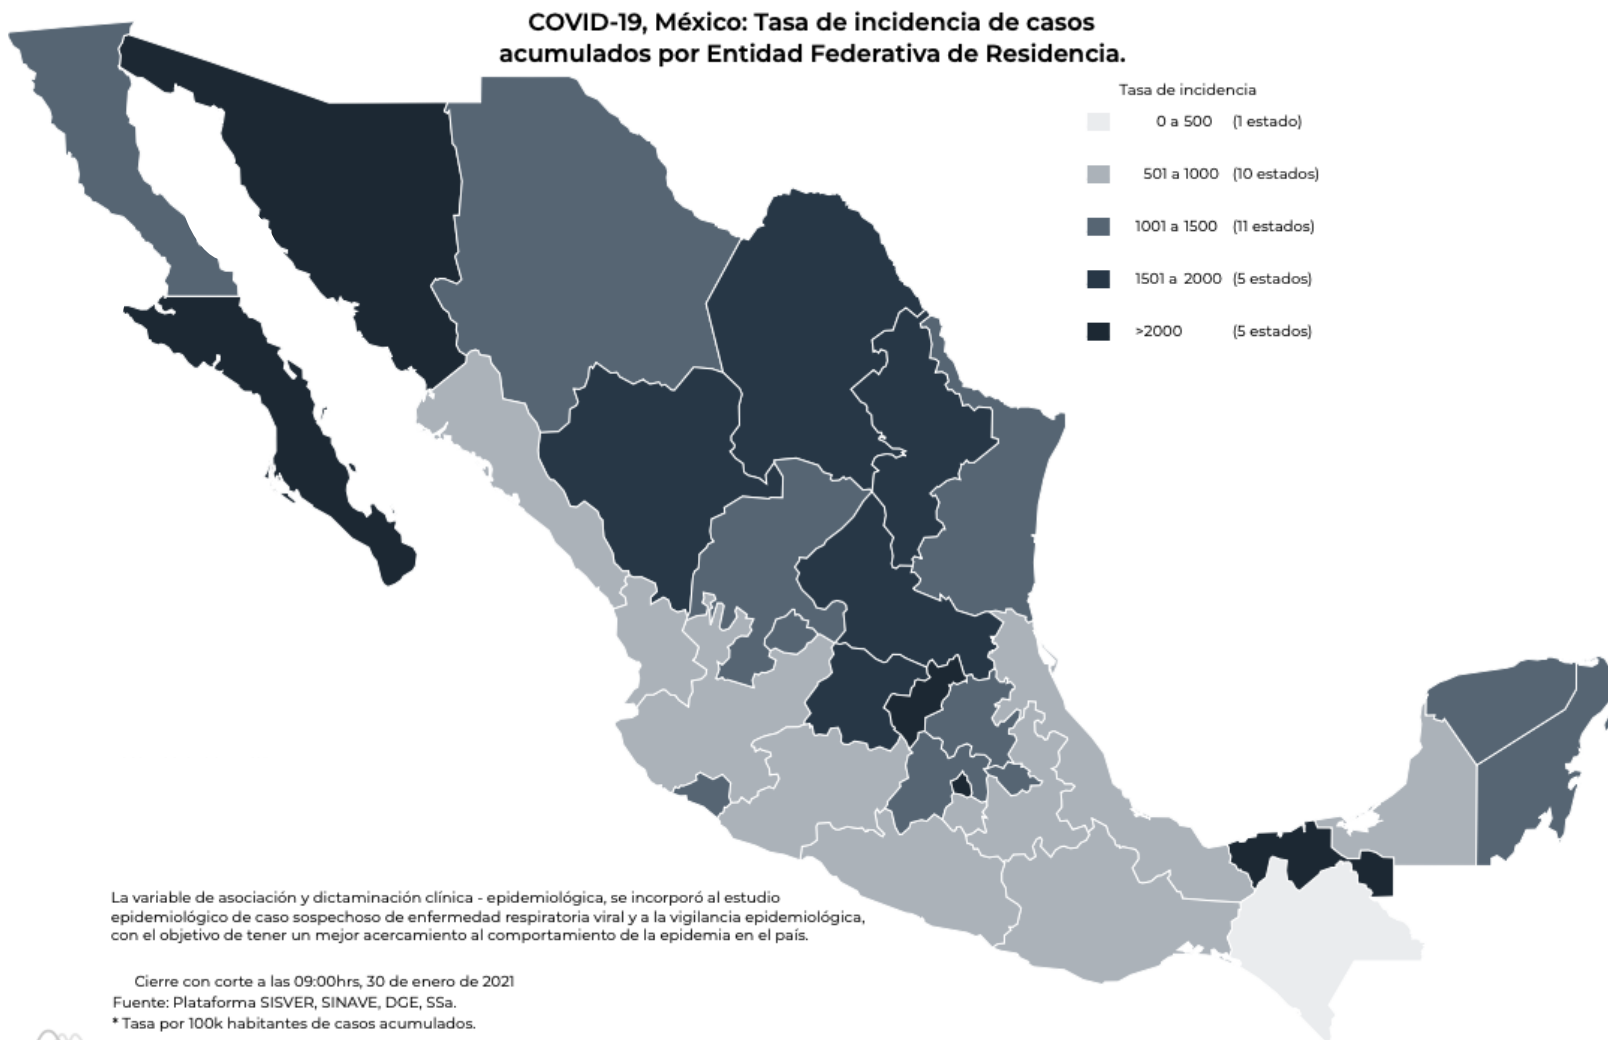 COVID-19, México: Tasa de incidencia de casos
acumulados por Entidad Federativa de Residencia.
Tasa de incidencia
0 a 500 (1 estado)
501 a 1000 (10 estados)
1001 a 1500 (11 estados)
1501 a 2000 (5 estados)
>2000 (5 estados)
La variable de asociación y dictaminación clínica - epidemiológica, se incorporó al estudio
epidemiológico de caso sospechoso de enfermedad respiratoria viral y a la vigilancia epidemiológica,
con el objetivo de tener un mejor acercamiento al comportamiento de la epidemia en el país.
Cierre con corte a las 09:00hrs, 30 de enero de 2021
Fuente: Plataforma SISVER, SINAVE, DGE, SSa.
* Tasa por 100k habitantes de casos acumulados.